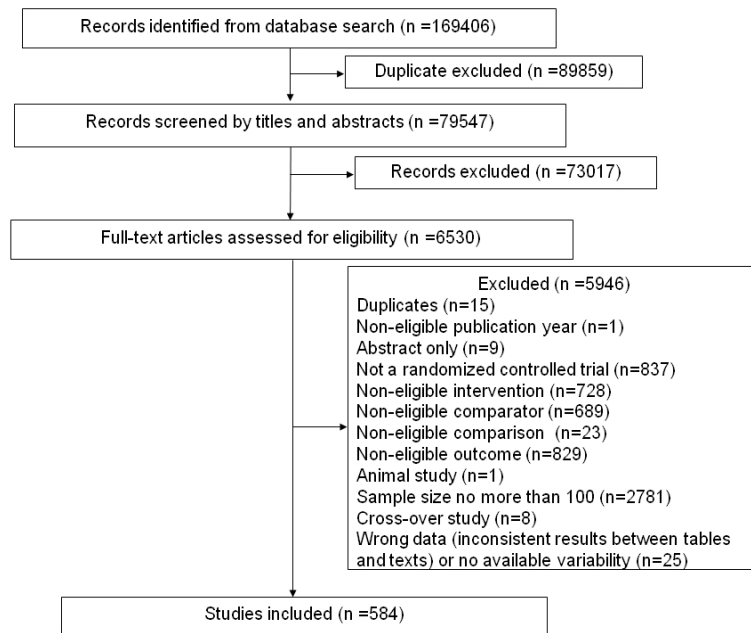 Records identified from database search (n =169406)
Duplicate excluded (n =89859)
Records screened by titles and abstracts (n =79547)
Records excluded (n =73017)
Full-text articles assessed for eligibility (n =6530)
Excluded (n =5946)
Duplicates (n=15)
Non-eligible publication year (n=1)
Abstract only (n=9)
Not a randomized controlled trial (n=837)
Non-eligible intervention (n=728)
Non-eligible comparator (n=689)
Non-eligible comparison (n=23)
Non-eligible outcome (n=829)
Animal study (n=1)
Sample size no more than 100 (n=2781)
Cross-over study (n=8)
Wrong data (inconsistent results between tables
and texts) or no available variability (n=25)
Studies included (n =584)